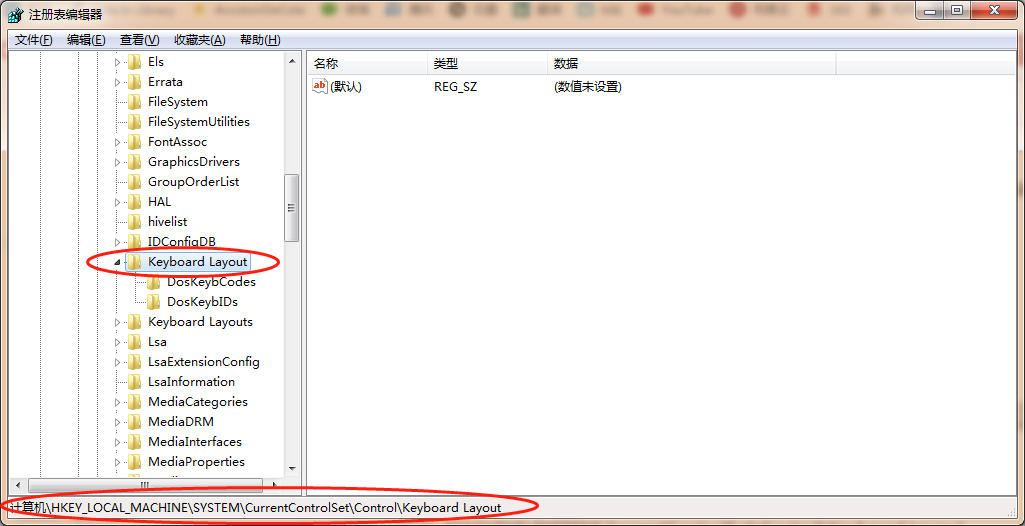 注册表编辑器
文件(F) 编辑(E) 查看(V) 收藏夹(A) 帮助(H)
Els
Errata
FileSystem
FileSystemUtilities
FontAssoc
GraphicsDrivers
GroupOrderList
HAL
hivelist
IDConfigDB
Keyboard Layout
DosKeybCodes
DosKeybIDs
Keyboard Layouts
Lsa
LsaExtensionConfig
LsaInformation
MediaCategories
MediaDRM
MediaInterfaces
MediaProperties
名称 类型 数据
ab (默认) REG_SZ (数值未设置)
计算机\HKEY_LOCAL_MACHINE\SYSTEM\CurrentControlSet\Control\Keyboard Layout